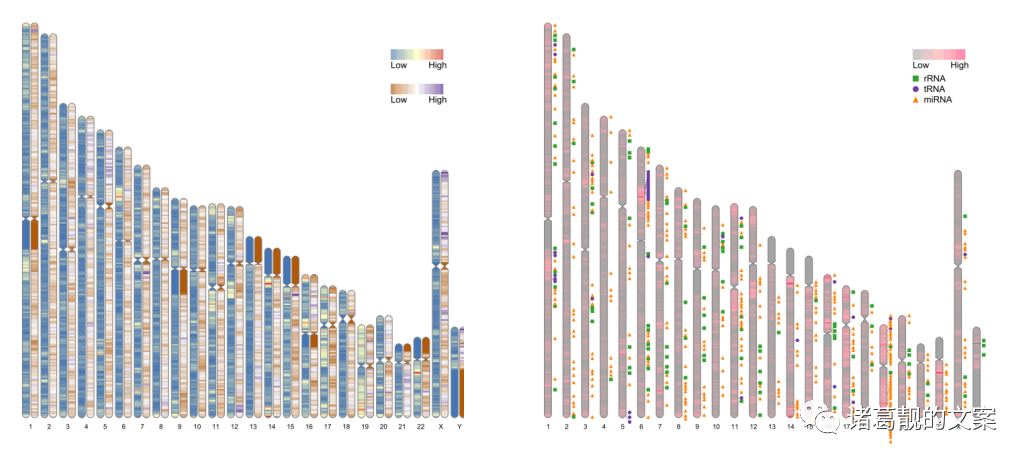 Low High
Low High
1 2 3 4 5 6 7 8 9 10 11 12 13 14 15 16 17 18 19 20 21 22 X Y
Low High
rRNA
tRNA
miRNA
1 2 3 4 5 6 7 8 9 10 11 12 13 14 15 17 X
诸葛靓的文案